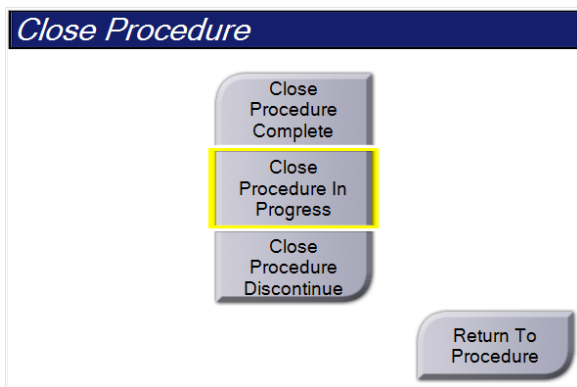 Close Procedure
Close
Procedure
Complete
Close
Procedure In
Progress
Close
Procedure
Discontinue
Return To
Procedure